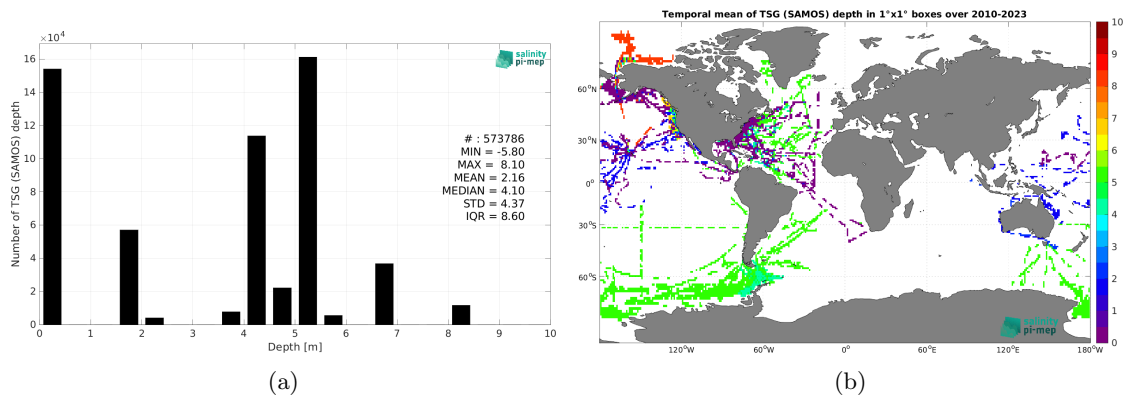 ×10⁴
16
14
12
10
8
6
4
2
0
Number of TSG (SAMOS) depth
salinity
pi-mep
# : 573786
MIN = -5.80
MAX = 8.10
MEAN = 2.16
MEDIAN = 4.10
STD = 4.37
IQR = 8.60
0 1 2 3 4 5 6 7 8 9 10
Depth [m]
(a)
Temporal mean of TSG (SAMOS) depth in 1°x1° boxes over 2010-2023
60°N
30°N
0°
30°S
60°S
120°W 60°W 0° 60°E 120°E 180°W
salinity
pi-mep
10
9
8
7
6
5
4
3
2
1
0
(b)